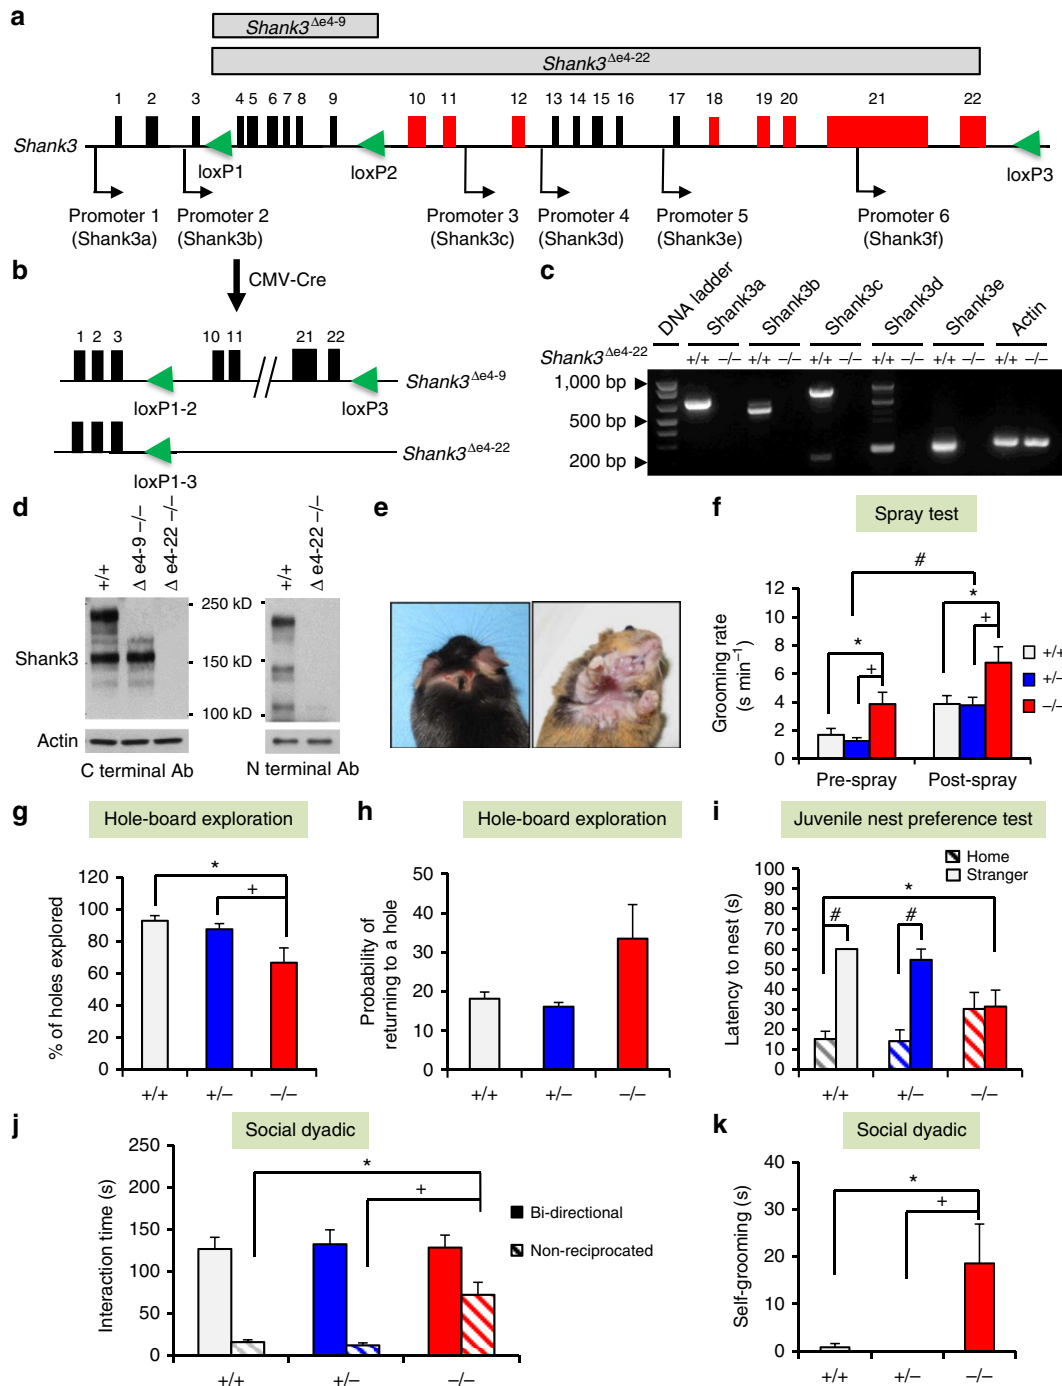 a
Shank3Δe4-9
Shank3Δe4-22
1 2 3 4 5 6 7 8 9 10 11 12 13 14 15 16 17 18 19 20 21 22
Shank3
loxP1 loxP2 loxP3
Promoter 1 Promoter 2 Promoter 3 Promoter 4 Promoter 5 Promoter 6
(Shank3a) (Shank3b) (Shank3c) (Shank3d) (Shank3e) (Shank3f)
b
CMV-Cre
1 2 3 10 11 21 22
Shank3Δe4-9
loxP1-2 loxP3
Shank3Δe4-22
loxP1-3
c
DNA ladder Shank3a Shank3b Shank3c Shank3d Shank3e Actin
Shank3Δe4-22 +/+ –/– +/+ –/– +/+ –/– +/+ –/– +/+ –/– +/+ –/–
1,000 bp
500 bp
200 bp
d
+/+ Δ e4-9 –/– Δ e4-22 –/– +/+ Δ e4-22 –/–
250 kD
Shank3
150 kD
100 kD
Actin
C terminal Ab N terminal Ab
e
f
Spray test
Grooming rate
(s min–1)
12
10
8
6
4
2
0
#
* + * +
+/+
+/–
–/–
Pre-spray Post-spray
g
Hole-board exploration
% of holes explored
120
100
80
60
40
20
0
*
+
+/+ +/– –/–
h
Hole-board exploration
Probability of
returning to a hole
50
40
30
20
10
0
+/+ +/– –/–
i
Juvenile nest preference test
Home
Stranger
Latency to nest (s)
100
90
80
70
60
50
40
30
20
10
0
*
# #
+/+ +/– –/–
j
Social dyadic
Interaction time (s)
250
200
150
100
50
0
*
+
Bi-directional
Non-reciprocated
+/+ +/– –/–
k
Social dyadic
Self-grooming (s)
40
30
20
10
0
*
+
+/+ +/– –/–